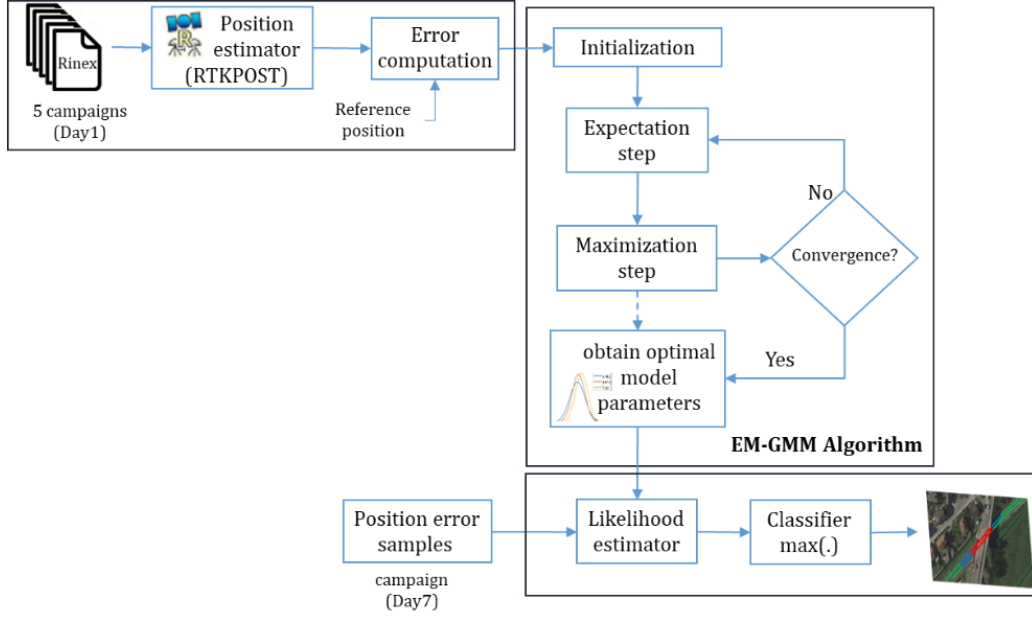 Rinex
5 campaigns
(Day1)
R
Position
estimator
(RTKPOST)
Error
computation
Reference
position
Initialization
Expectation
step
No
Maximization
step
Convergence?
Yes
obtain optimal
model
parameters
EM-GMM Algorithm
Position error
samples
campaign
(Day7)
Likelihood
estimator
Classifier
max(.)